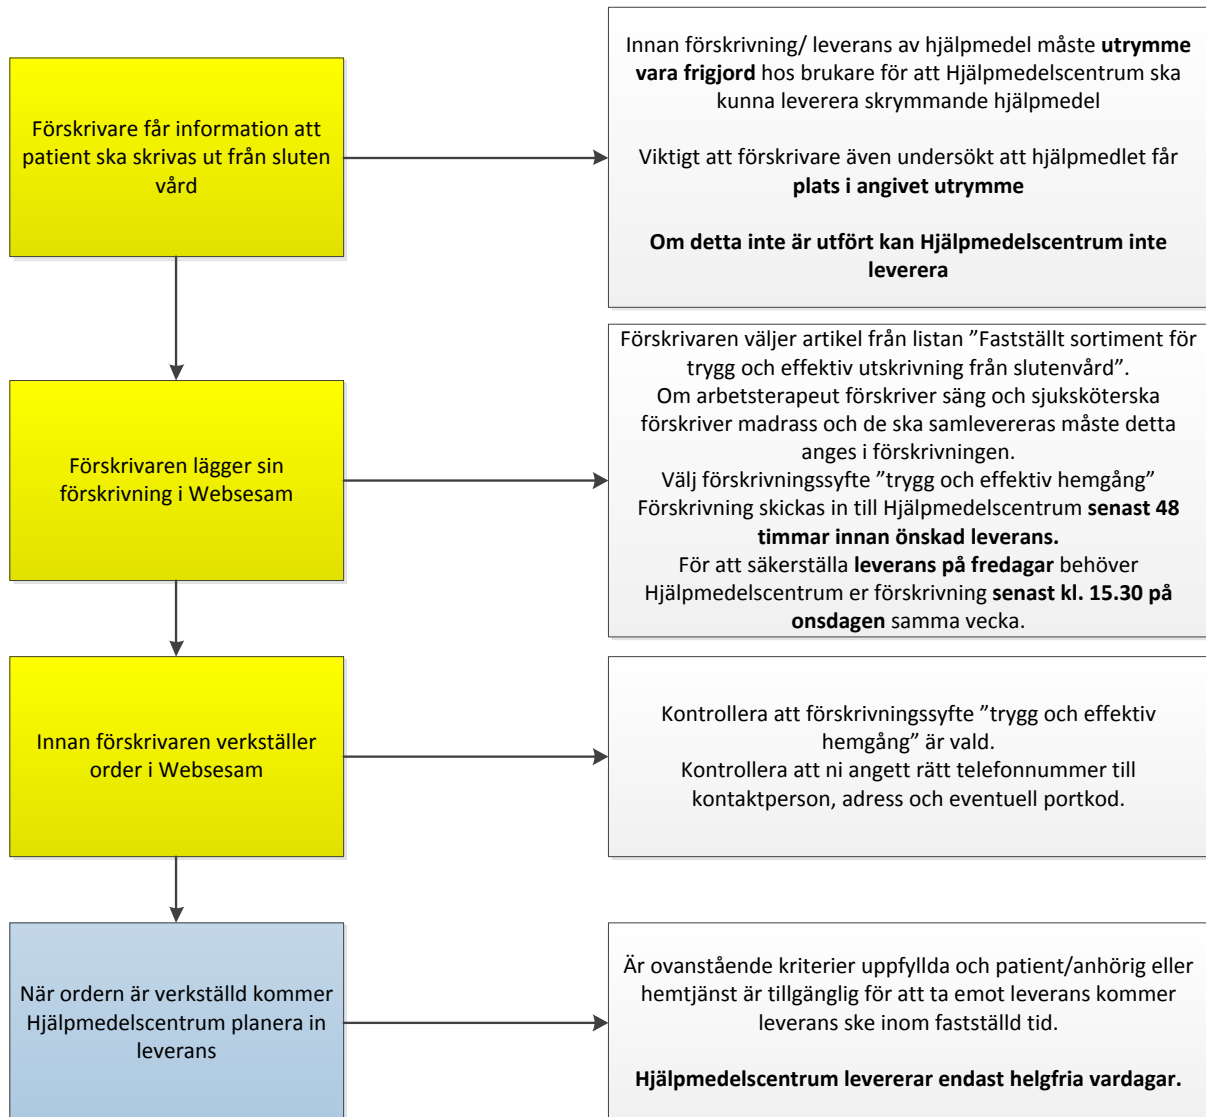 Förskrivare får information att
patient ska skrivas ut från sluten
vård
Innan förskrivning/ leverans av hjälpmedel måste utrymme
vara frigjord hos brukare för att Hjälpmedelscentrum ska
kunna leverera skrymmande hjälpmedel
Viktigt att förskrivare även undersökt att hjälpmedlet får
plats i angivet utrymme
Om detta inte är utfört kan Hjälpmedelscentrum inte
leverera
Förskrivaren lägger sin
förskrivning i Websesam
Förskrivaren väljer artikel från listan ”Fastställt sortiment för
trygg och effektiv utskrivning från slutenvård”.
Om arbetsterapeut förskriver säng och sjuksköterska
förskriver madrass och de ska samlevereras måste detta
anges i förskrivningen.
Välj förskrivningssyfte ”trygg och effektiv hemgång”
Förskrivning skickas in till Hjälpmedelscentrum senast 48
timmar innan önskad leverans.
För att säkerställa leverans på fredagar behöver
Hjälpmedelscentrum er förskrivning senast kl. 15.30 på
onsdagen samma vecka.
Innan förskrivaren verkställer
order i Websesam
Kontrollera att förskrivningssyfte ”trygg och effektiv
hemgång” är vald.
Kontrollera att ni angett rätt telefonnummer till
kontaktperson, adress och eventuell portkod.
När ordern är verkställd kommer
Hjälpmedelscentrum planera in
leverans
Är ovanstående kriterier uppfyllda och patient/anhörig eller
hemtjänst är tillgänglig för att ta emot leverans kommer
leverans ske inom fastställd tid.
Hjälpmedelscentrum levererar endast helgfria vardagar.